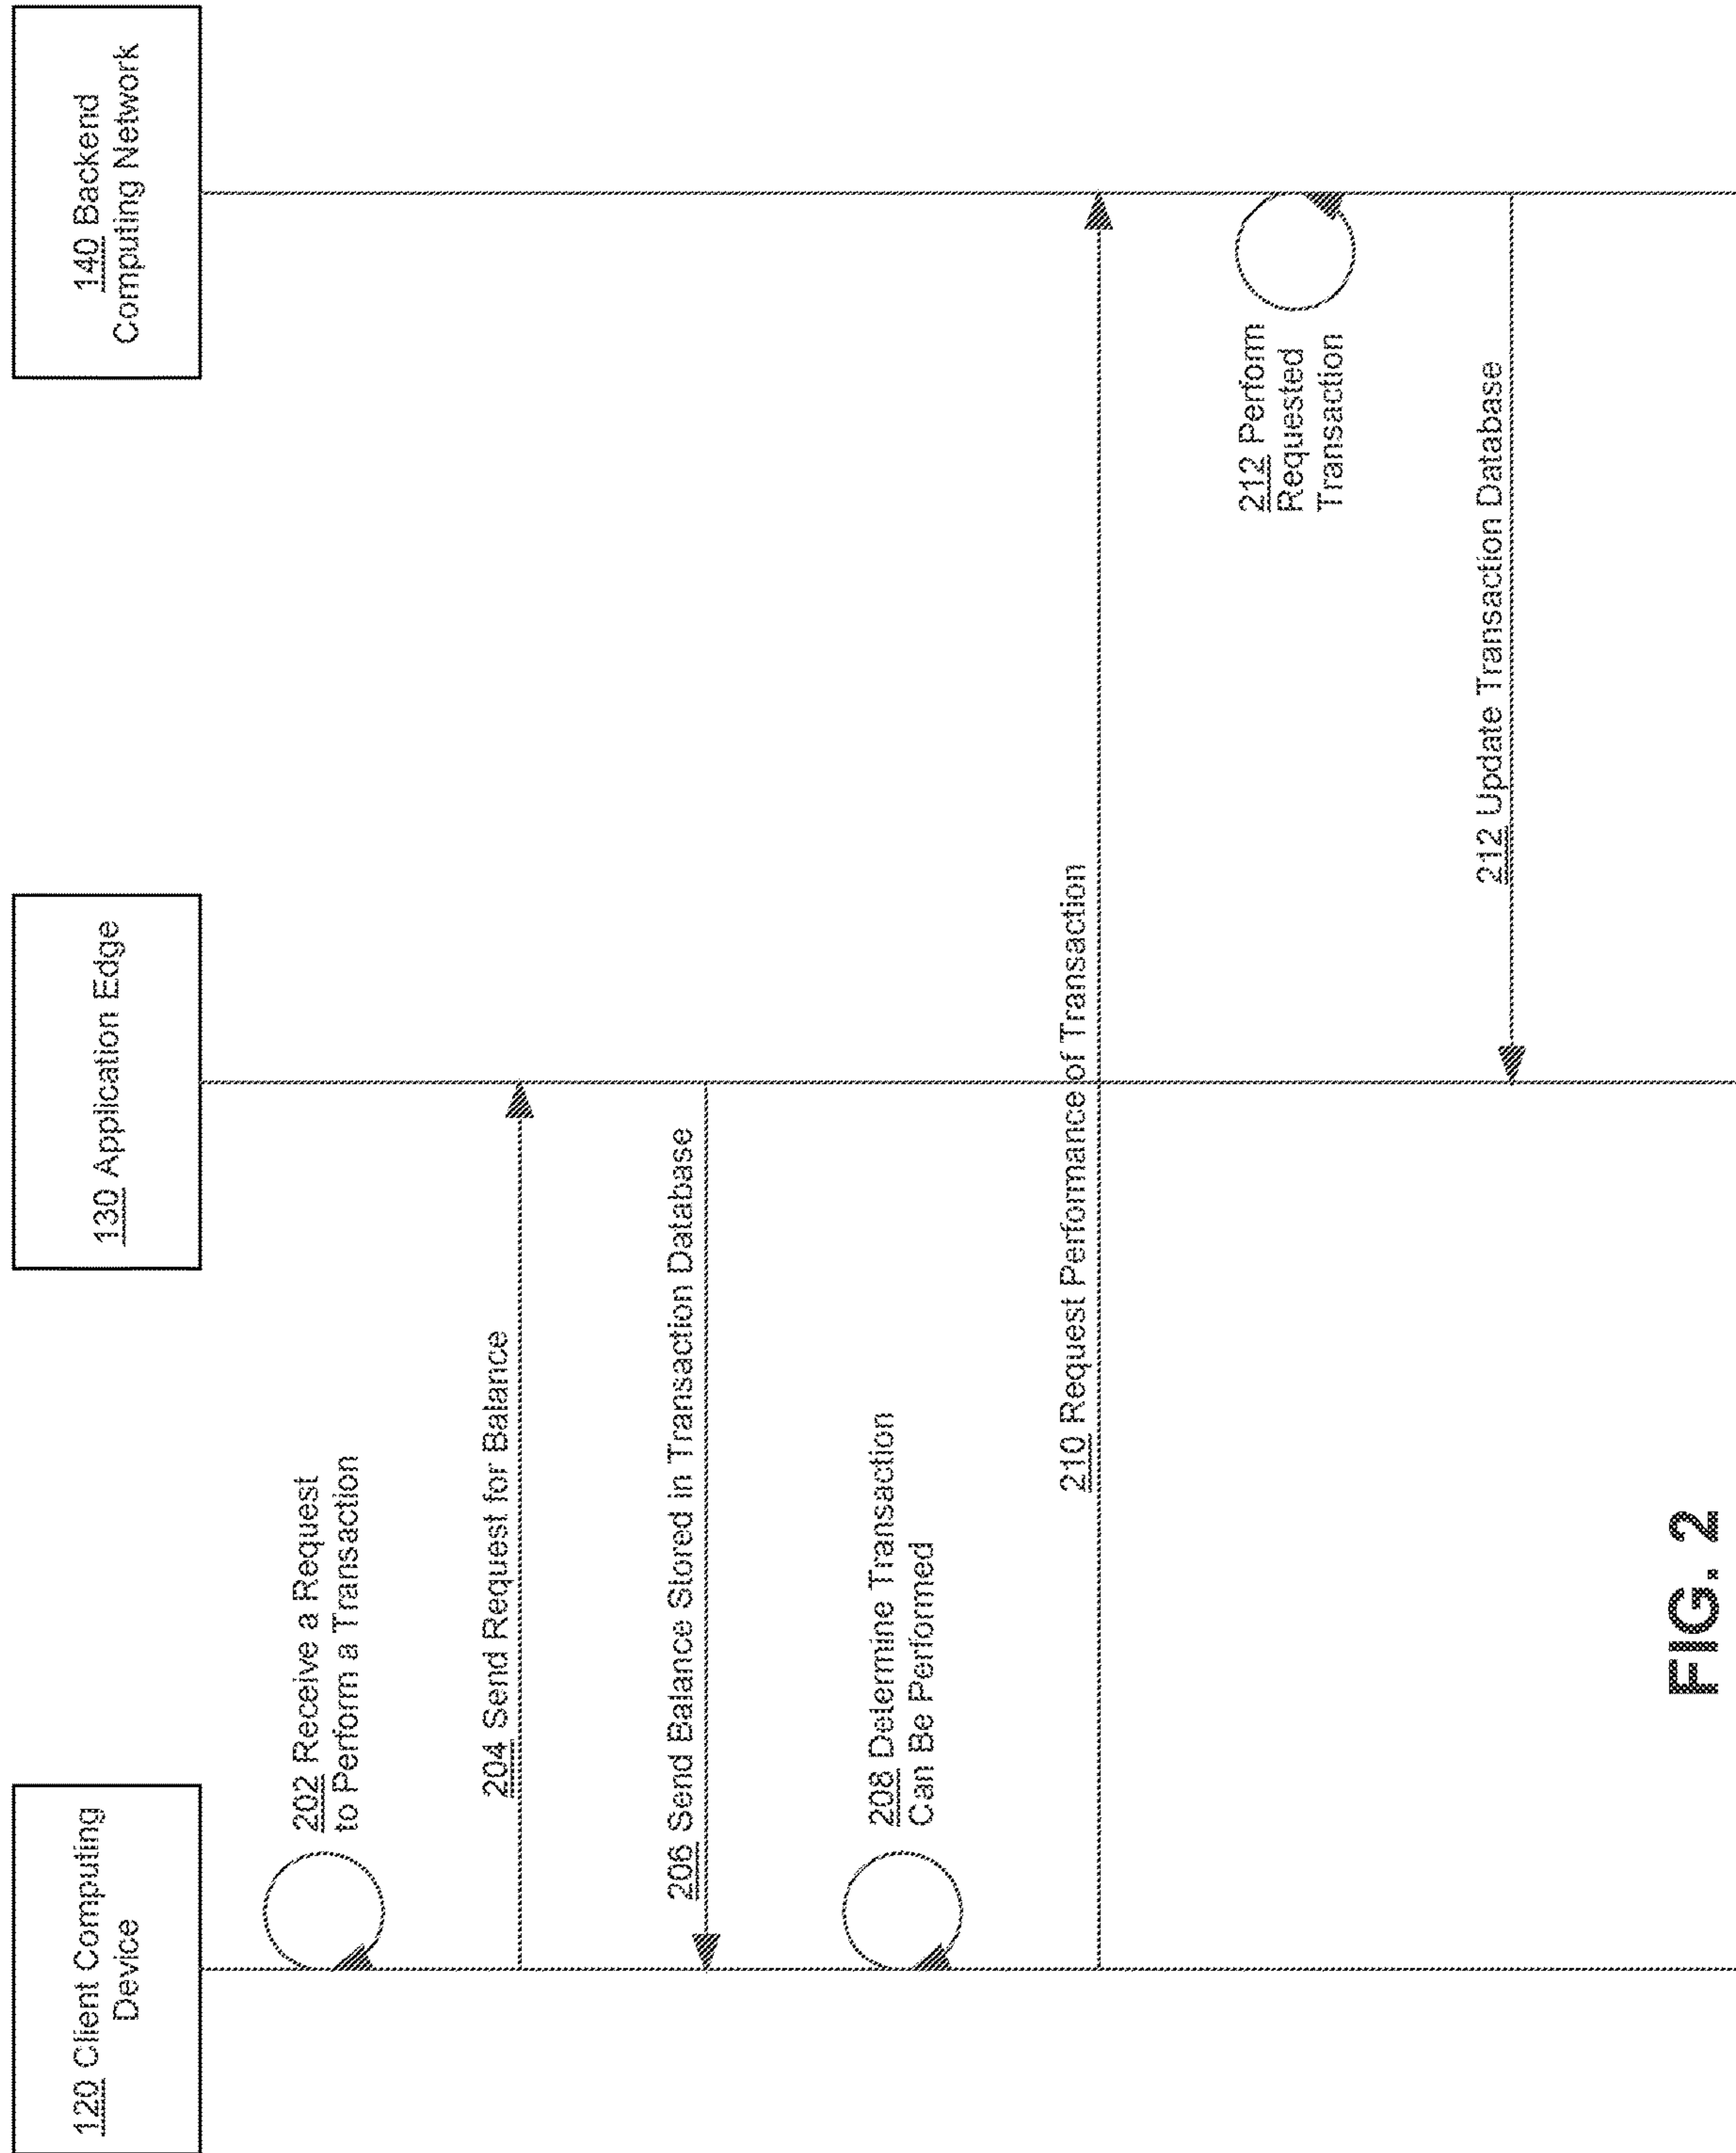 120 Client Computing
Device
130 Application Edge
140 Backend
Computing Network
202 Receive a Request
to Perform a Transaction
204 Send Request for Balance
206 Send Balance Stored in Transaction Database
208 Determine Transaction
Can Be Performed
210 Request Performance of Transaction
212 Perform
Requested
Transaction
212 Update Transaction Database
FIG. 2